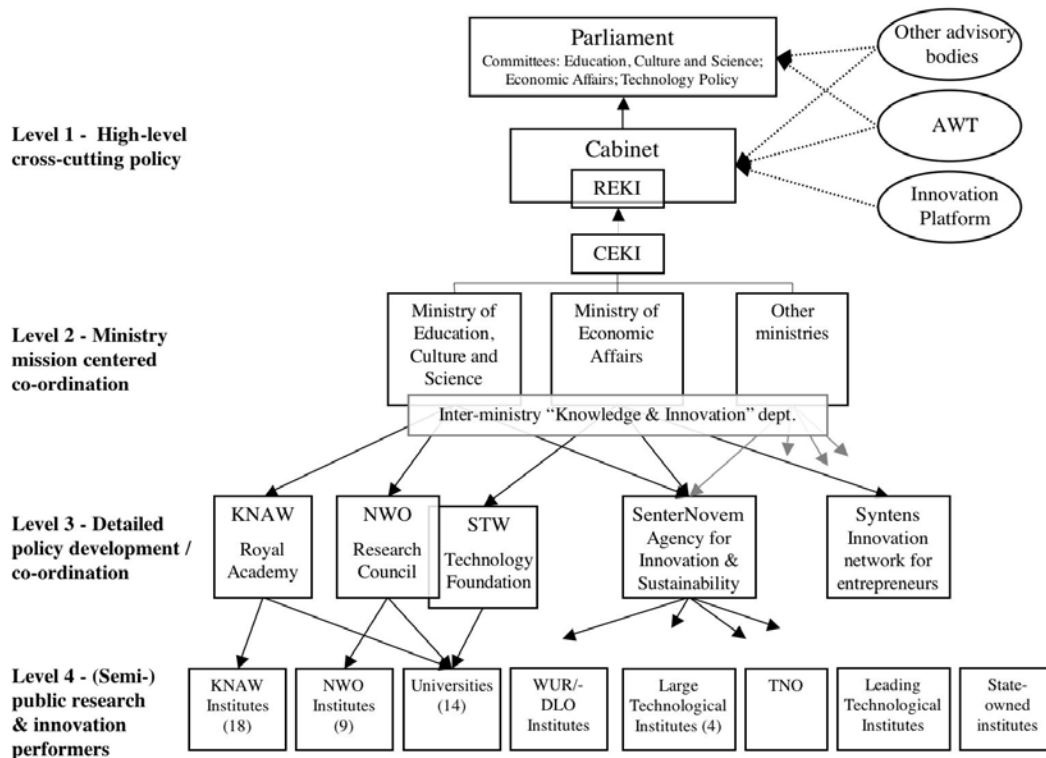 Parliament
Committees: Education, Culture and Science;
Economic Affairs; Technology Policy
Other advisory
bodies
Level 1 -  High-level
cross-cutting policy
Cabinet
REKI
AWT
Innovation
Platform
CEKI
Level 2 - Ministry
mission centered
co-ordination
Ministry of
Education,
Culture and
Science
Ministry of
Economic
Affairs
Other
ministries
Inter-ministry “Knowledge & Innovation” dept.
Level 3 - Detailed
policy development /
co-ordination
KNAW
Royal
Academy
NWO
Research
Council
STW
Technology
Foundation
SenterNovem
Agency for
Innovation &
Sustainability
Syntens
Innovation
network for
entrepreneurs
Level 4 - (Semi-)
public research
& innovation
performers
KNAW
Institutes
(18)
NWO
Institutes
(9)
Universities
(14)
WUR/-
DLO
Institutes
Large
Technological
Institutes (4)
TNO
Leading
Technological
Institutes
State-
owned
institutes